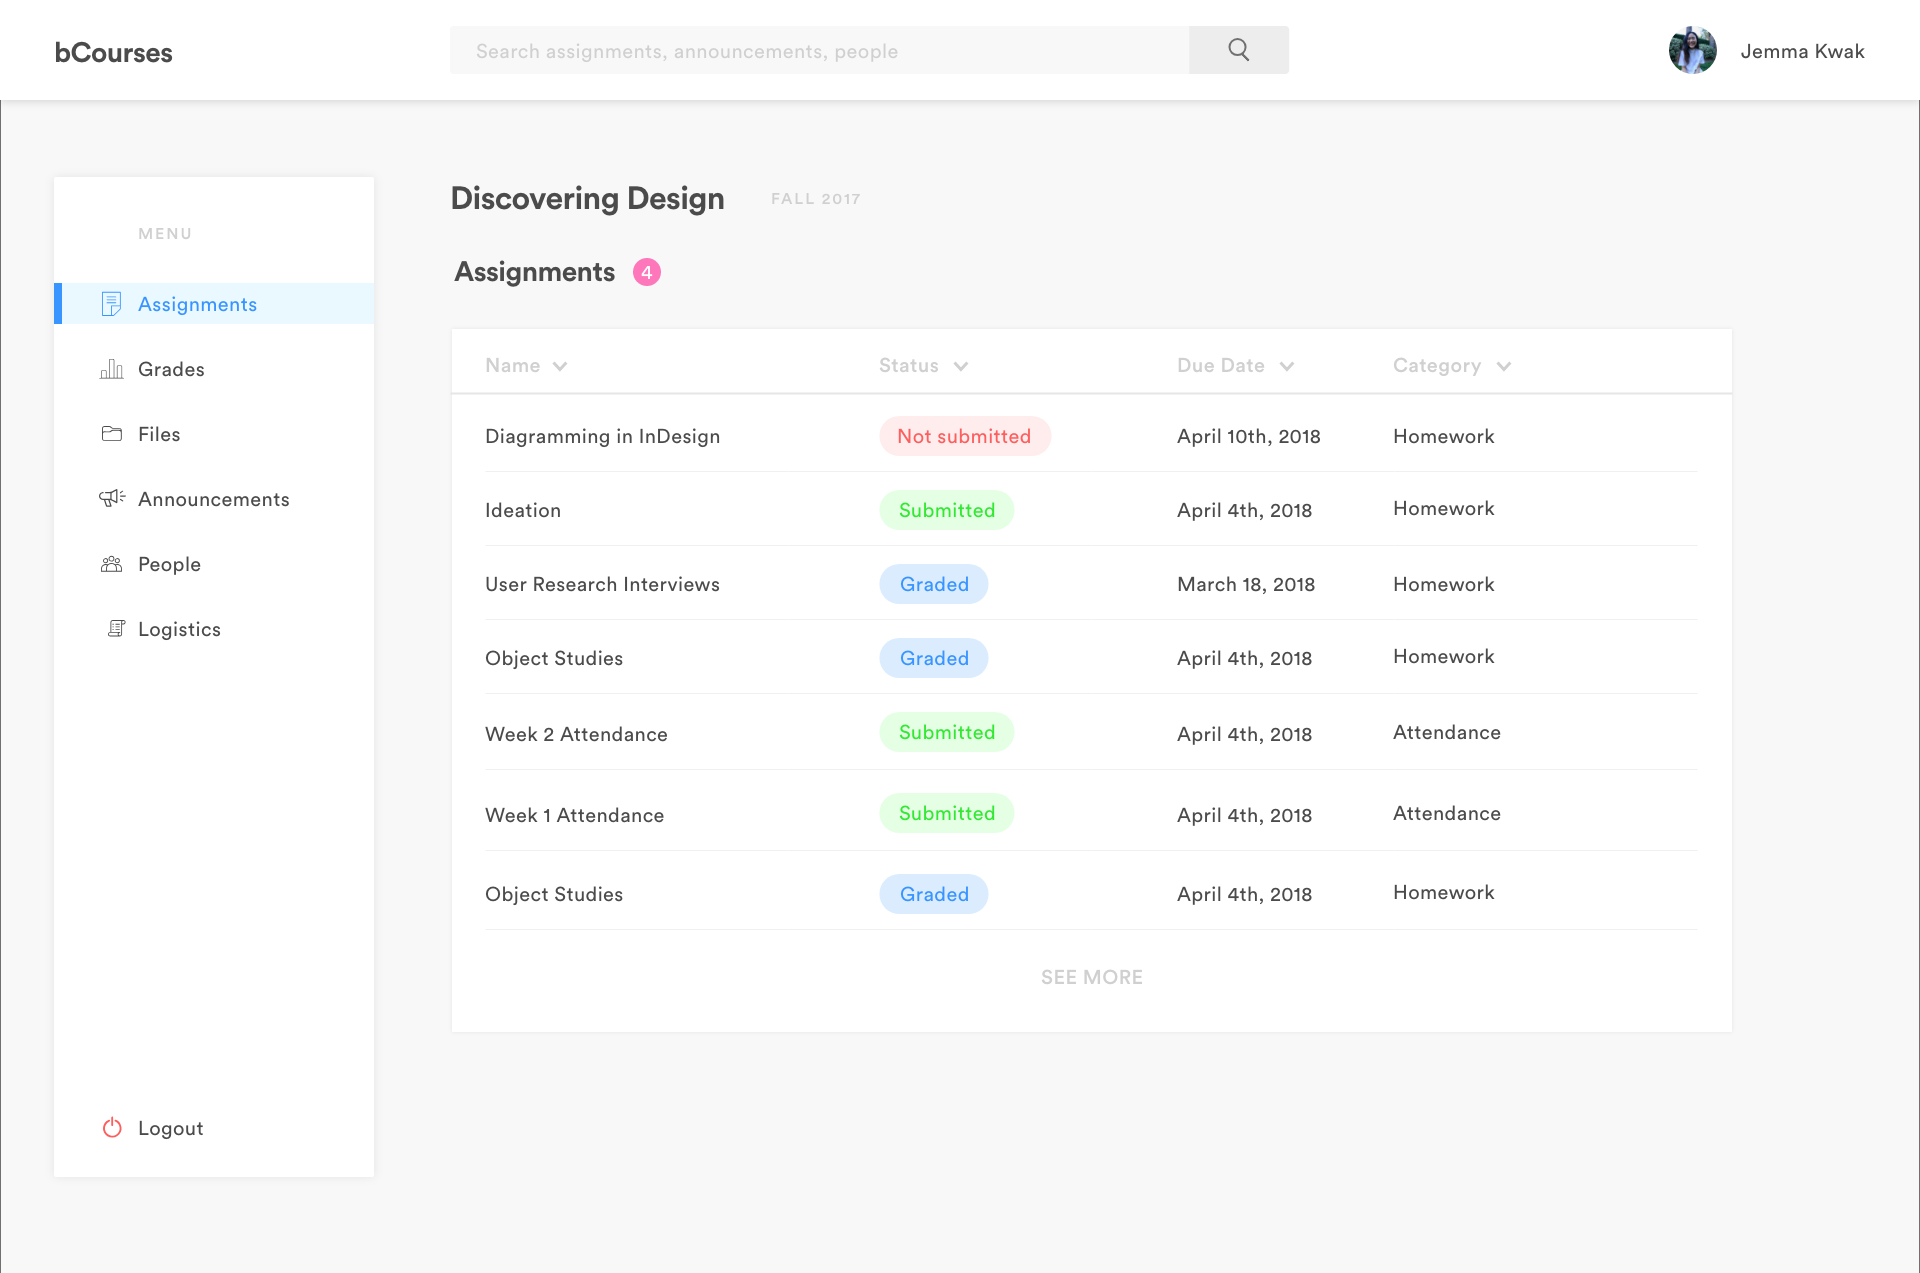 bCourses
Search assignments, announcements, people
Jemma Kwak
MENU
Assignments
Grades
Files
Announcements
People
Logistics
Logout
Discovering Design FALL 2017
Assignments 4
Name Status Due Date Category
Diagramming in InDesign Not submitted April 10th, 2018 Homework
Ideation Submitted April 4th, 2018 Homework
User Research Interviews Graded March 18, 2018 Homework
Object Studies Graded April 4th, 2018 Homework
Week 2 Attendance Submitted April 4th, 2018 Attendance
Week 1 Attendance Submitted April 4th, 2018 Attendance
Object Studies Graded April 4th, 2018 Homework
SEE MORE